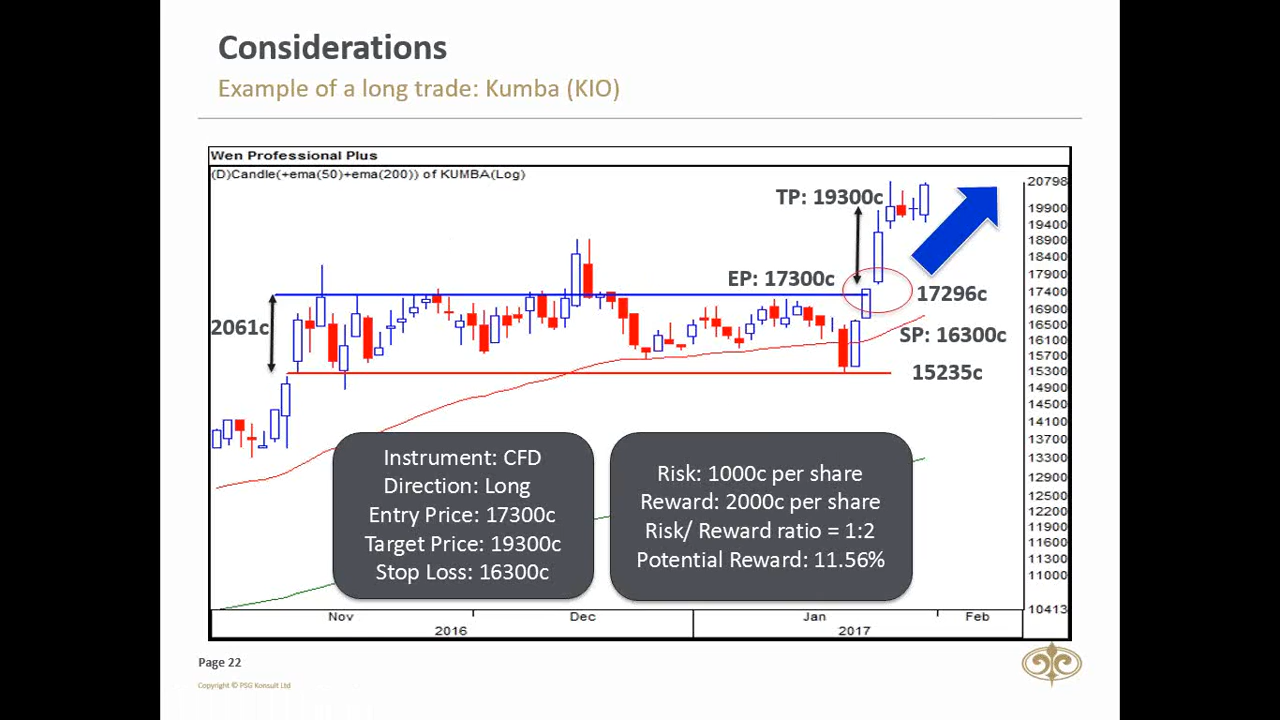 Considerations
Example of a long trade: Kumba (KIO)
Wen Professional Plus
(D)Candle(+ema(50)+ema(200)) of KUMBA(Log)
TP: 19300c
EP: 17300c
17296c
2061c
SP: 16300c
15235c
20798
19900
19400
18900
18400
17900
17400
16900
16500
16100
15700
15300
14900
14500
14100
13700
13300
12900
12500
12200
11900
11600
11300
11000
10413
Instrument: CFD
Direction: Long
Entry Price: 17300c
Target Price: 19300c
Stop Loss: 16300c
Risk: 1000c per share
Reward: 2000c per share
Risk/ Reward ratio = 1:2
Potential Reward: 11.56%
Nov Dec Jan Feb
2016 2017
Page 22
Copyright © PSG Konsult Ltd